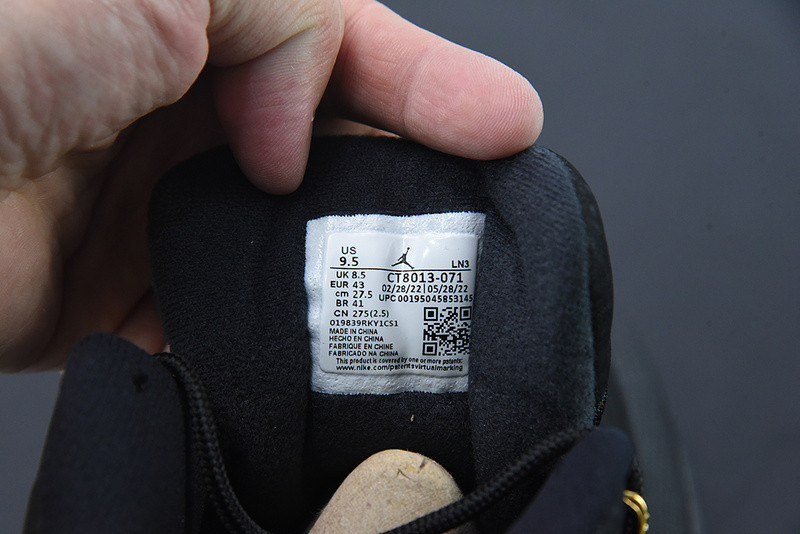 US
9.5
LN3
UK 8.5
CT8013-071
EUR 43
02/28/22 05/28/22
cm 27.5
UPC 00195045853145
BR 41
CN 275(2.5)
019839RKY1CS1
MADE IN CHINA
HECHO EN CHINA
FABRIQUE EN CHINE
FABRICADO NA CHINA
This product is covered by one or more patents:
www.nike.com/patentsvirtualmarking